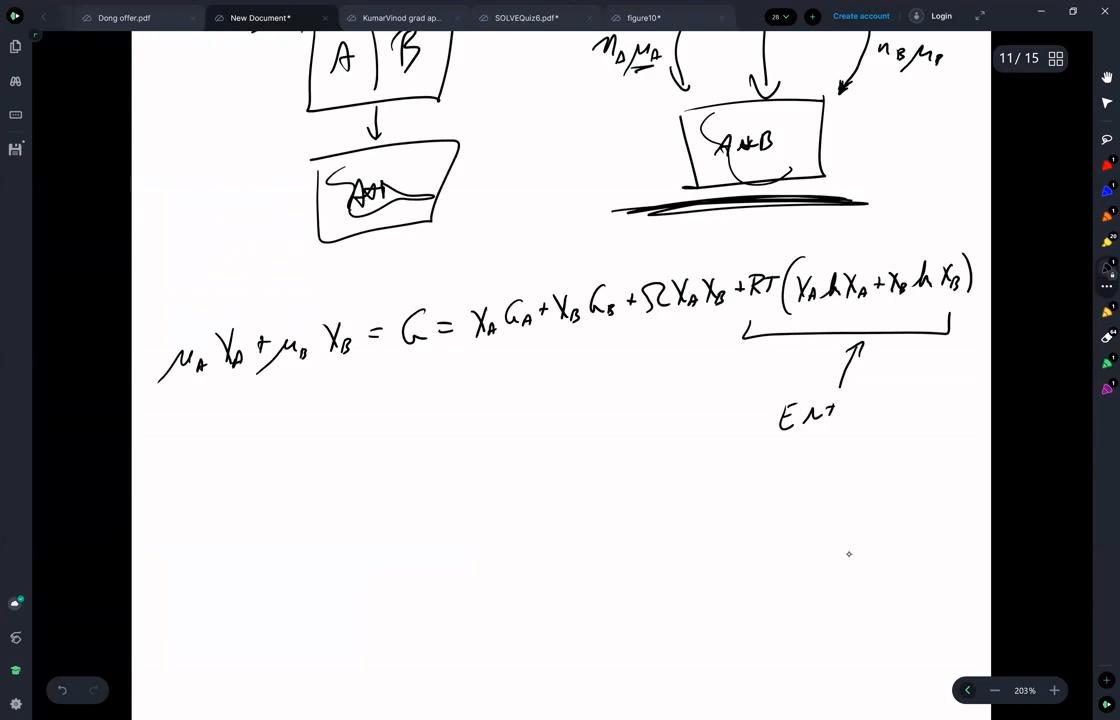 Dong offer.pdf
New Document*
KumarVinod grad ap...
SOLVEQuiz6.pdf*
figure10*
28
Create account
Login
11 / 15
A | B
n_A, μ_A
n_B, μ_B
A + B
μ_A X_A + μ_B X_B = G = X_A G_A + X_B G_B + Ω X_A X_B + RT (X_A ln X_A + X_B ln X_B)
Ent
203%